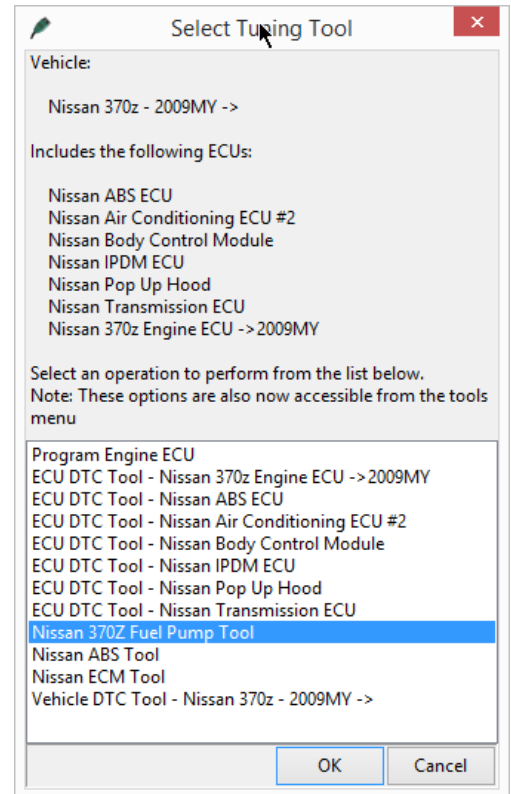 Select Tuning Tool
Vehicle:
Nissan 370z - 2009MY ->
Includes the following ECUs:
Nissan ABS ECU
Nissan Air Conditioning ECU #2
Nissan Body Control Module
Nissan IPDM ECU
Nissan Pop Up Hood
Nissan Transmission ECU
Nissan 370z Engine ECU ->2009MY
Select an operation to perform from the list below.
Note: These options are also now accessible from the tools
menu
Program Engine ECU
ECU DTC Tool - Nissan 370z Engine ECU ->2009MY
ECU DTC Tool - Nissan ABS ECU
ECU DTC Tool - Nissan Air Conditioning ECU #2
ECU DTC Tool - Nissan Body Control Module
ECU DTC Tool - Nissan IPDM ECU
ECU DTC Tool - Nissan Pop Up Hood
ECU DTC Tool - Nissan Transmission ECU
Nissan 370Z Fuel Pump Tool
Nissan ABS Tool
Nissan ECM Tool
Vehicle DTC Tool - Nissan 370z - 2009MY ->
OK Cancel